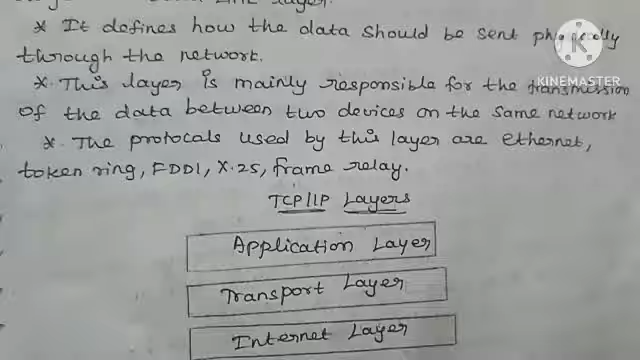 Layer.
* It defines how the data should be sent physically
through the network.
* This layer is mainly responsible for the transmission
of the data between two devices on the same network
* The protocals used by this layer are ethernet,
token ring, FDDI, X.25, frame relay.
TCP/IP Layers
Application Layer
Transport Layer
Internet Layer
KINEMASTER